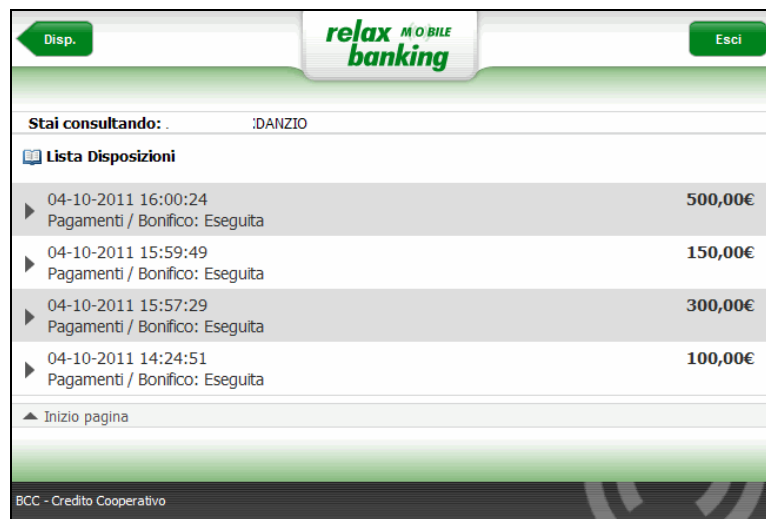 Disp.
relax MOBILE
banking
Esci
Stai consultando: . :DANZIO
Lista Disposizioni
04-10-2011 16:00:24 500,00€
Pagamenti / Bonifico: Eseguita
04-10-2011 15:59:49 150,00€
Pagamenti / Bonifico: Eseguita
04-10-2011 15:57:29 300,00€
Pagamenti / Bonifico: Eseguita
04-10-2011 14:24:51 100,00€
Pagamenti / Bonifico: Eseguita
Inizio pagina
BCC - Credito Cooperativo